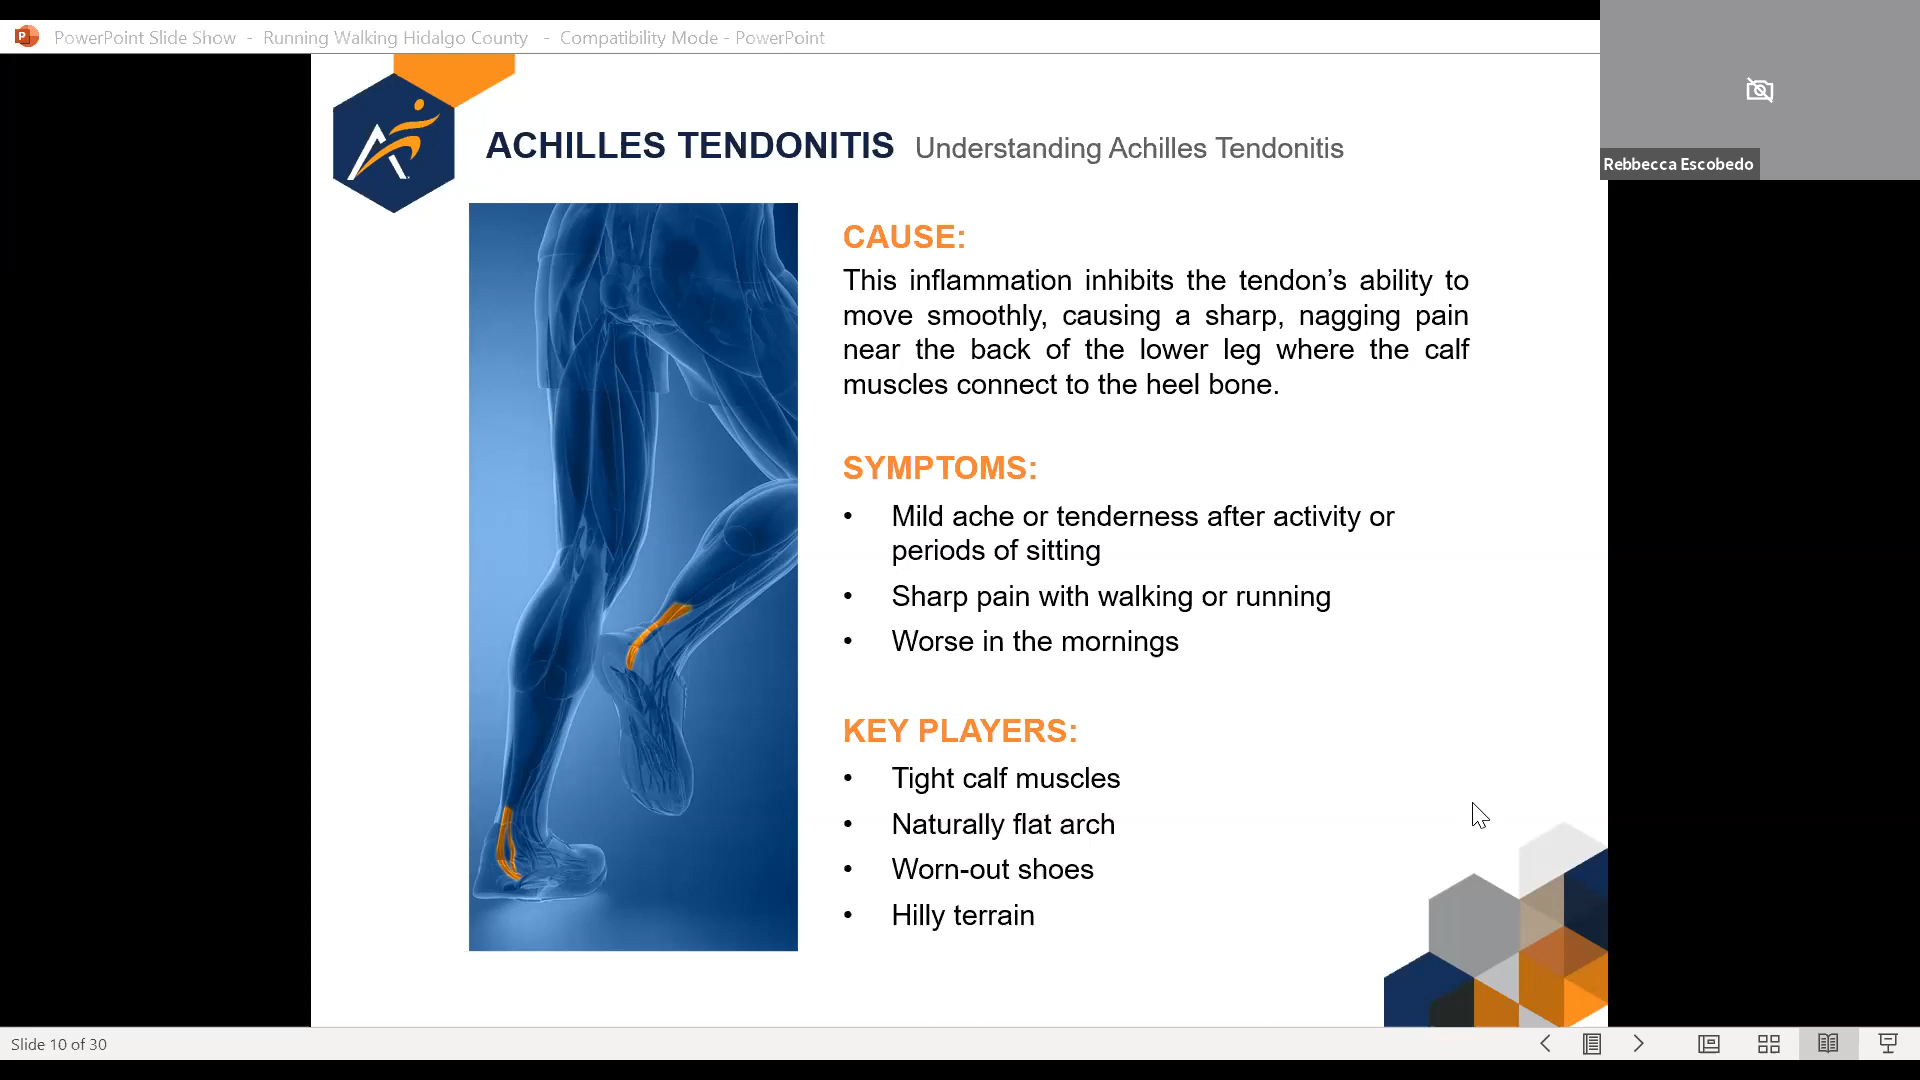 PowerPoint Slide Show - Running Walking Hidalgo County - Compatibility Mode - PowerPoint
Rebbecca Escobedo
ACHILLES TENDONITIS Understanding Achilles Tendonitis
CAUSE:
This inflammation inhibits the tendon’s ability to
move smoothly, causing a sharp, nagging pain
near the back of the lower leg where the calf
muscles connect to the heel bone.
SYMPTOMS:
• Mild ache or tenderness after activity or
periods of sitting
• Sharp pain with walking or running
• Worse in the mornings
KEY PLAYERS:
• Tight calf muscles
• Naturally flat arch
• Worn-out shoes
• Hilly terrain
Slide 10 of 30